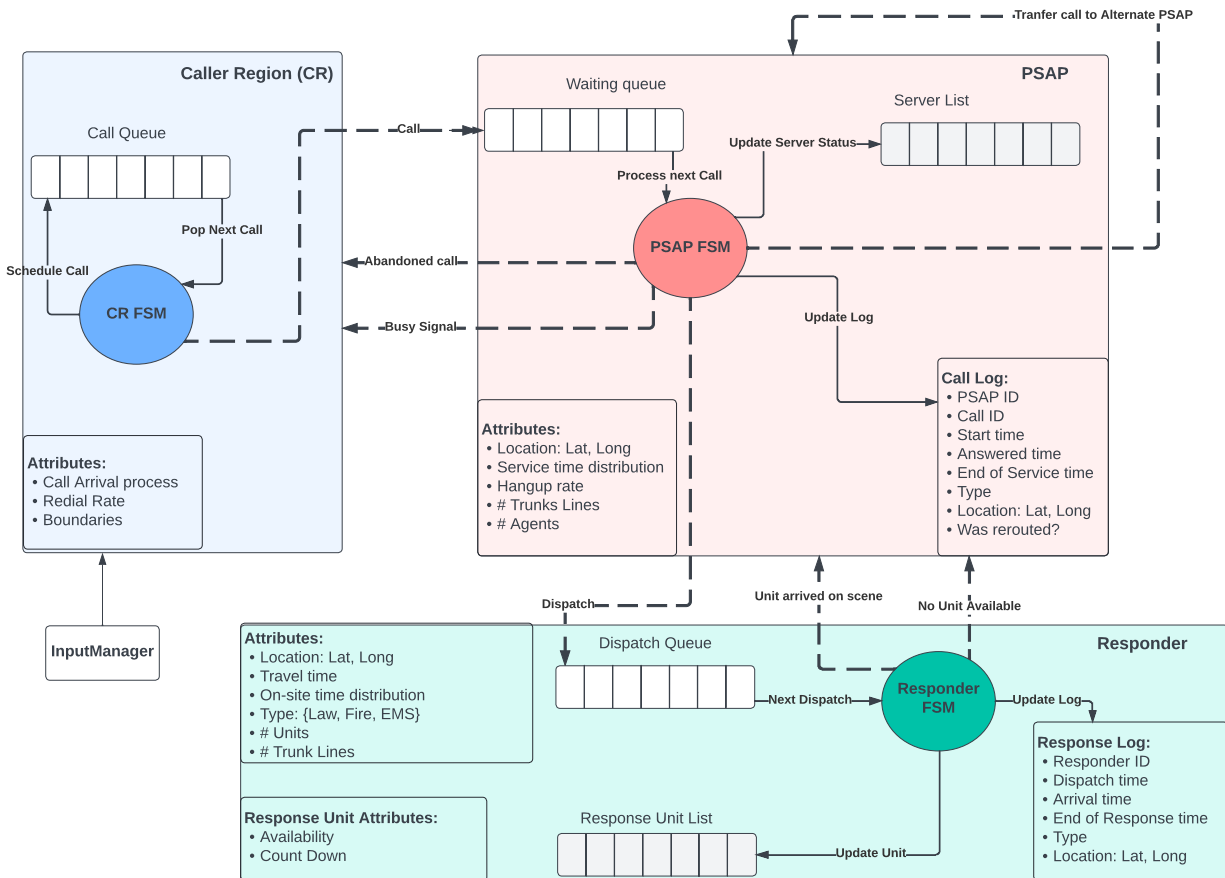 Tranfer call to Alternate PSAP
Caller Region (CR)
Call Queue
Pop Next Call
Schedule Call
CR FSM
Attributes:
• Call Arrival process
• Redial Rate
• Boundaries
InputManager
Call
Abandoned call
Busy Signal
PSAP
Waiting queue
Server List
Update Server Status
Process next Call
PSAP FSM
Update Log
Attributes:
• Location: Lat, Long
• Service time distribution
• Hangup rate
• # Trunks Lines
• # Agents
Call Log:
• PSAP ID
• Call ID
• Start time
• Answered time
• End of Service time
• Type
• Location: Lat, Long
• Was rerouted?
Dispatch
Unit arrived on scene
No Unit Available
Responder
Attributes:
• Location: Lat, Long
• Travel time
• On-site time distribution
• Type: {Law, Fire, EMS}
• # Units
• # Trunk Lines
Dispatch Queue
Next Dispatch
Responder
FSM
Update Log
Response Log:
• Responder ID
• Dispatch time
• Arrival time
• End of Response time
• Type
• Location: Lat, Long
Response Unit Attributes:
• Availability
• Count Down
Response Unit List
Update Unit